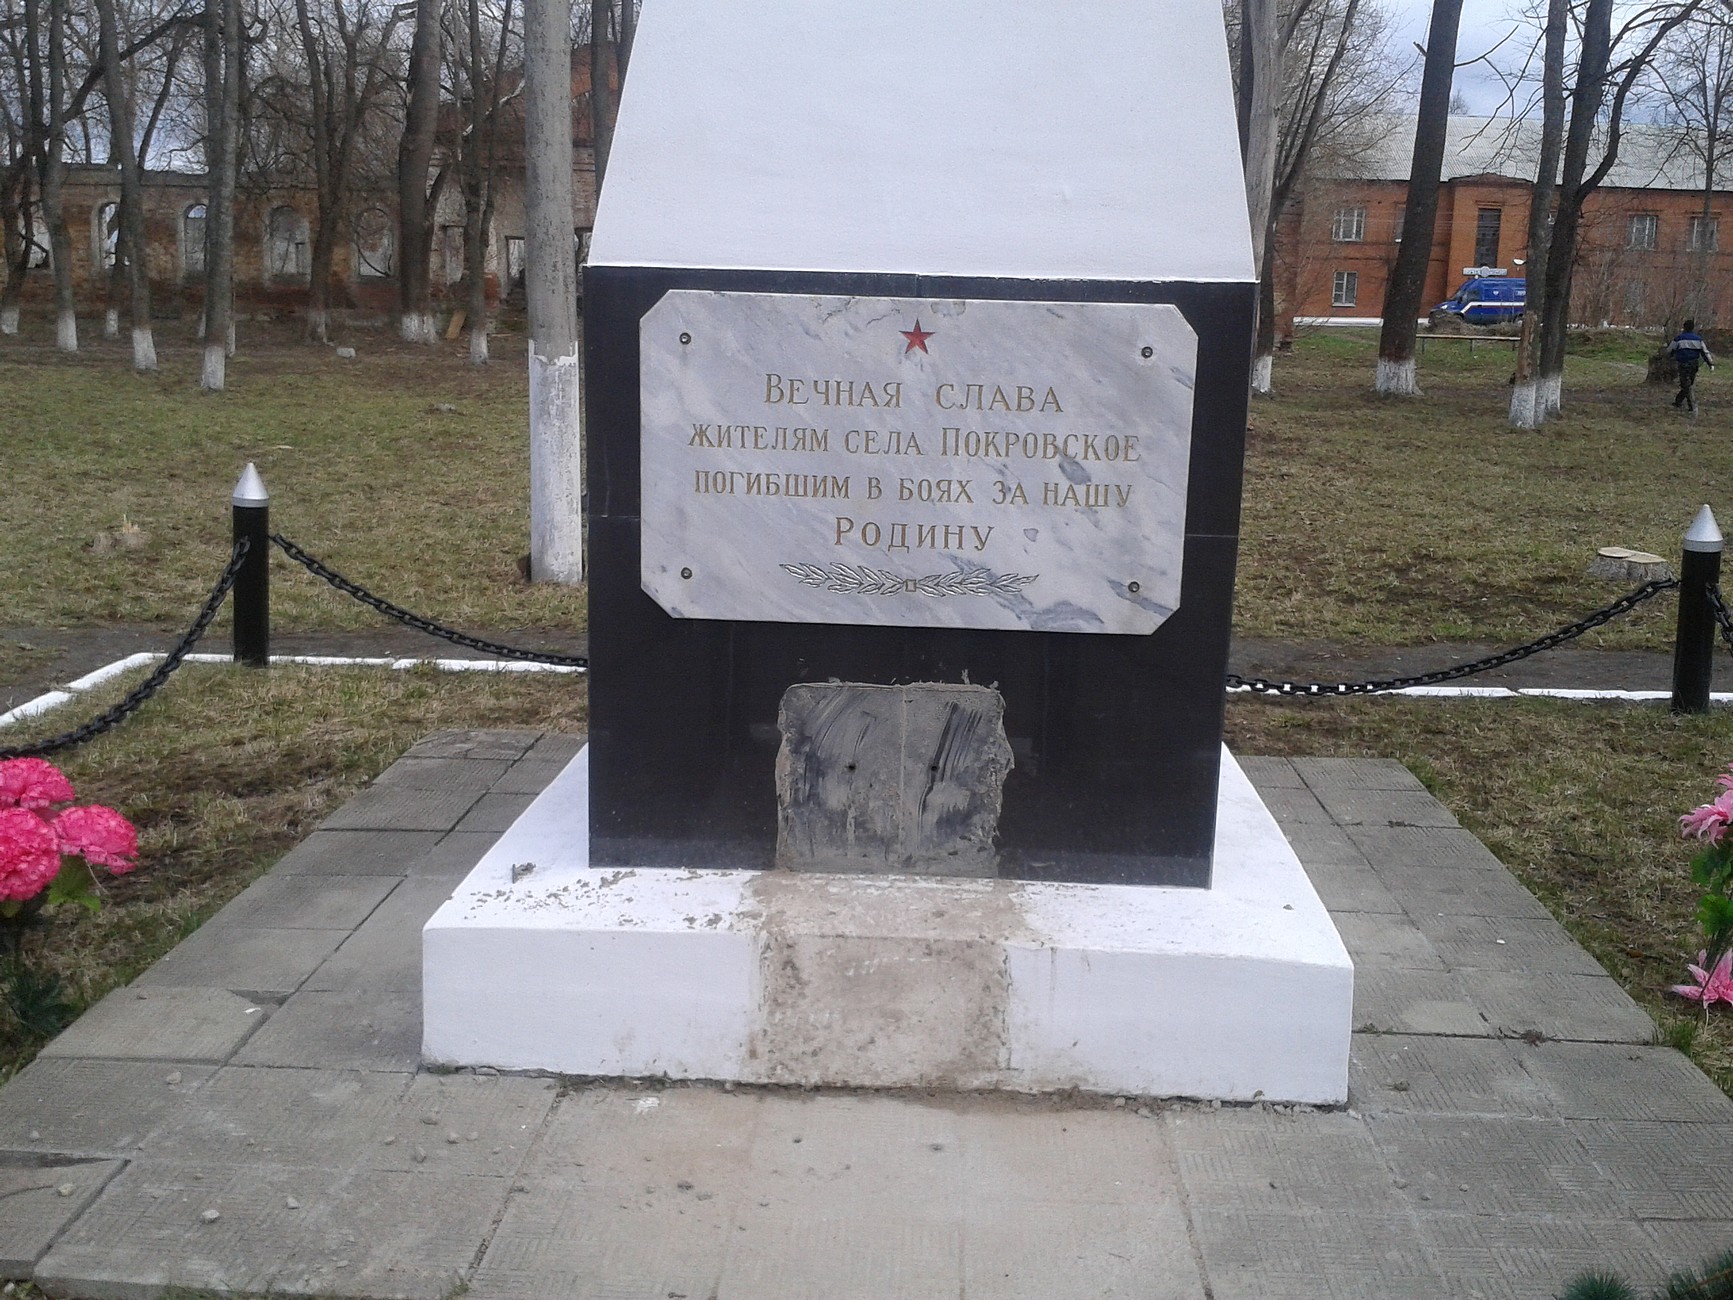 Вечная слава
жителям села Покровское
погибшим в боях за нашу
Родину